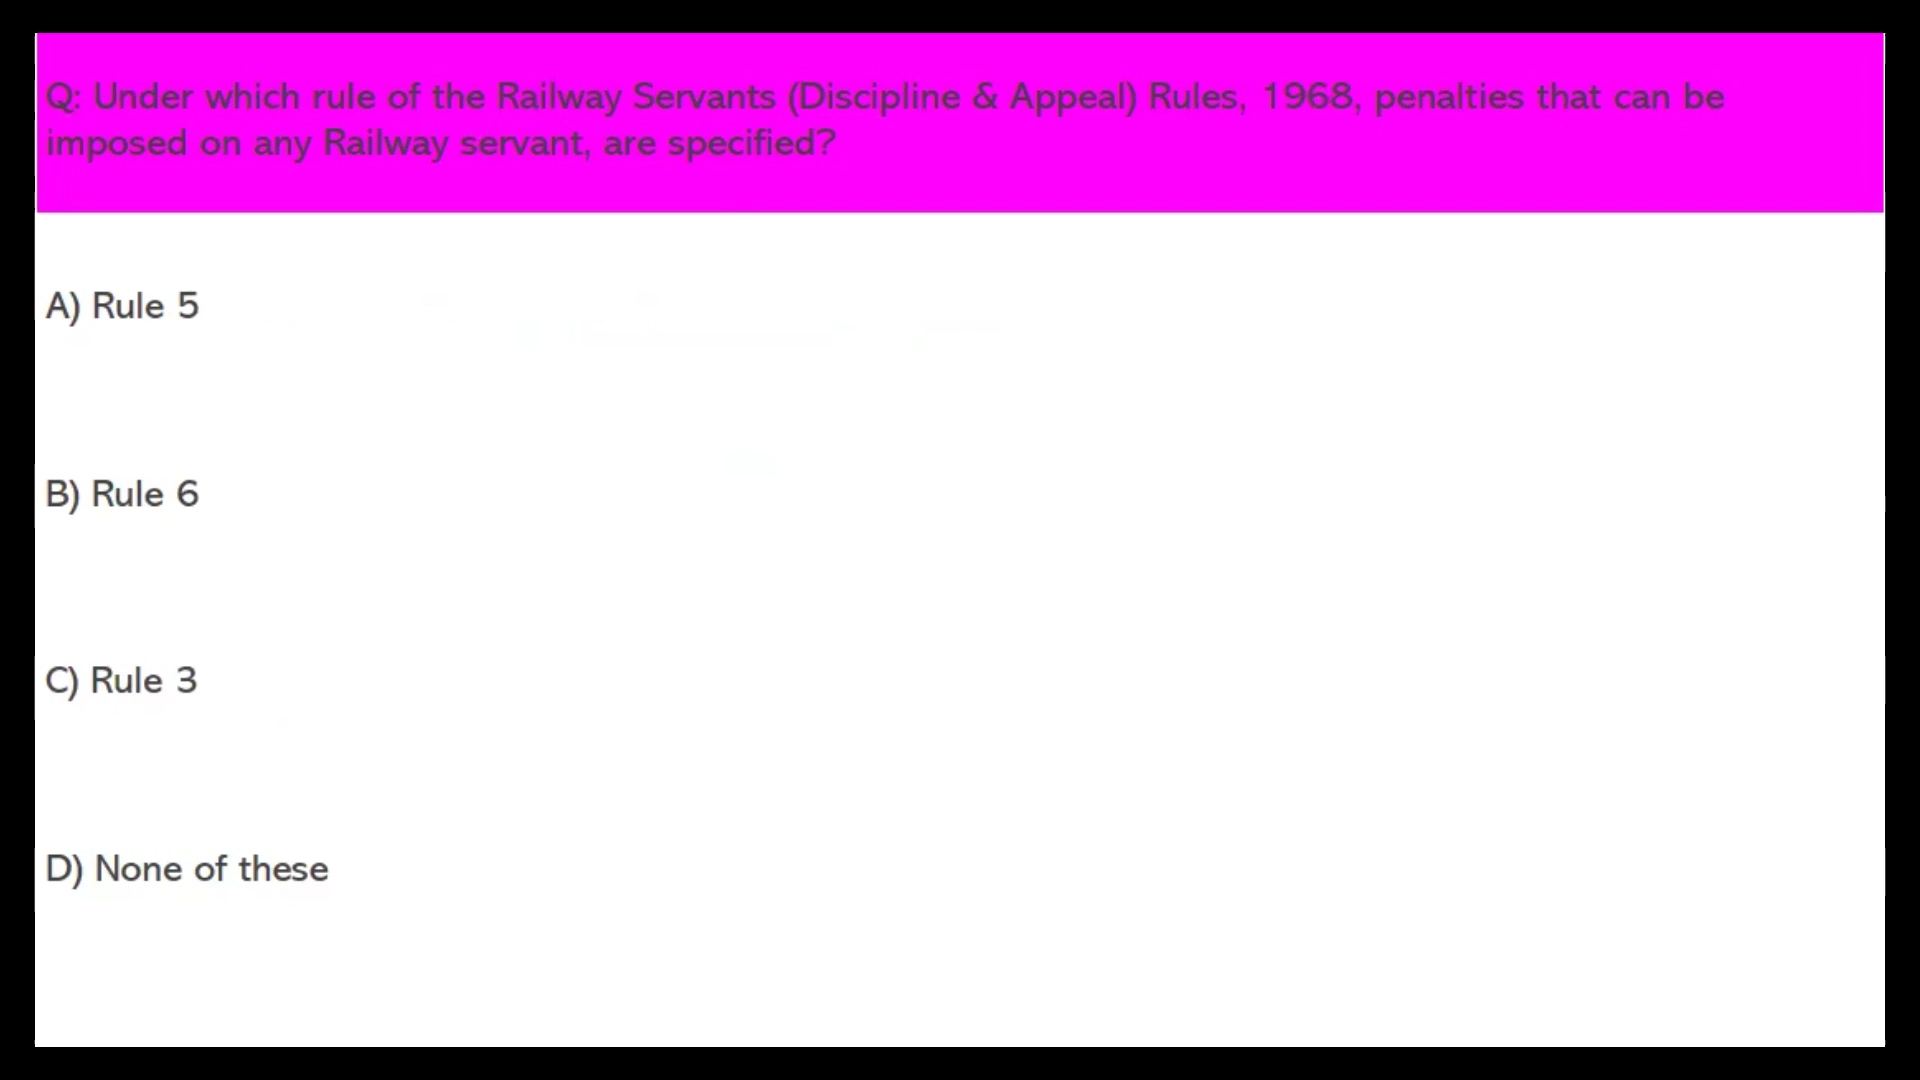 Q: Under which rule of the Railway Servants (Discipline & Appeal) Rules, 1968, penalties that can be
imposed on any Railway servant, are specified?
A) Rule 5
B) Rule 6
C) Rule 3
D) None of these